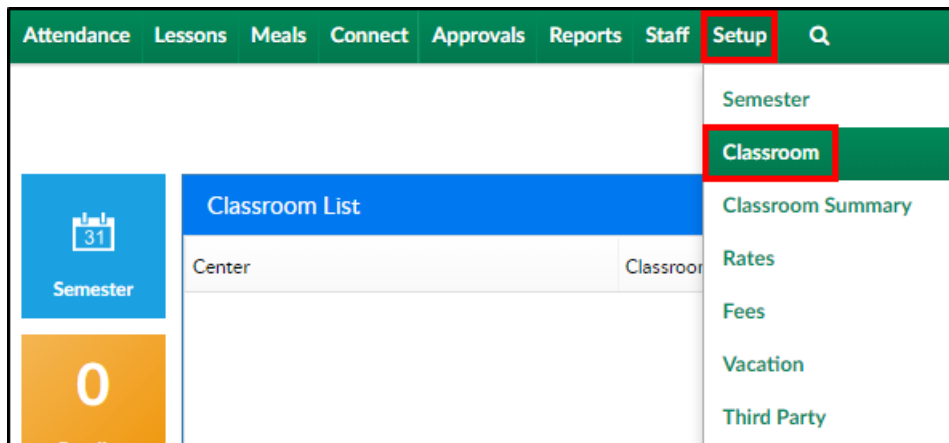 Attendance Lessons Meals Connect Approvals Reports Staff Setup
Semester
Classroom
Classroom Summary
Rates
Fees
Vacation
Third Party
31
Semester
0
Classroom List
Center